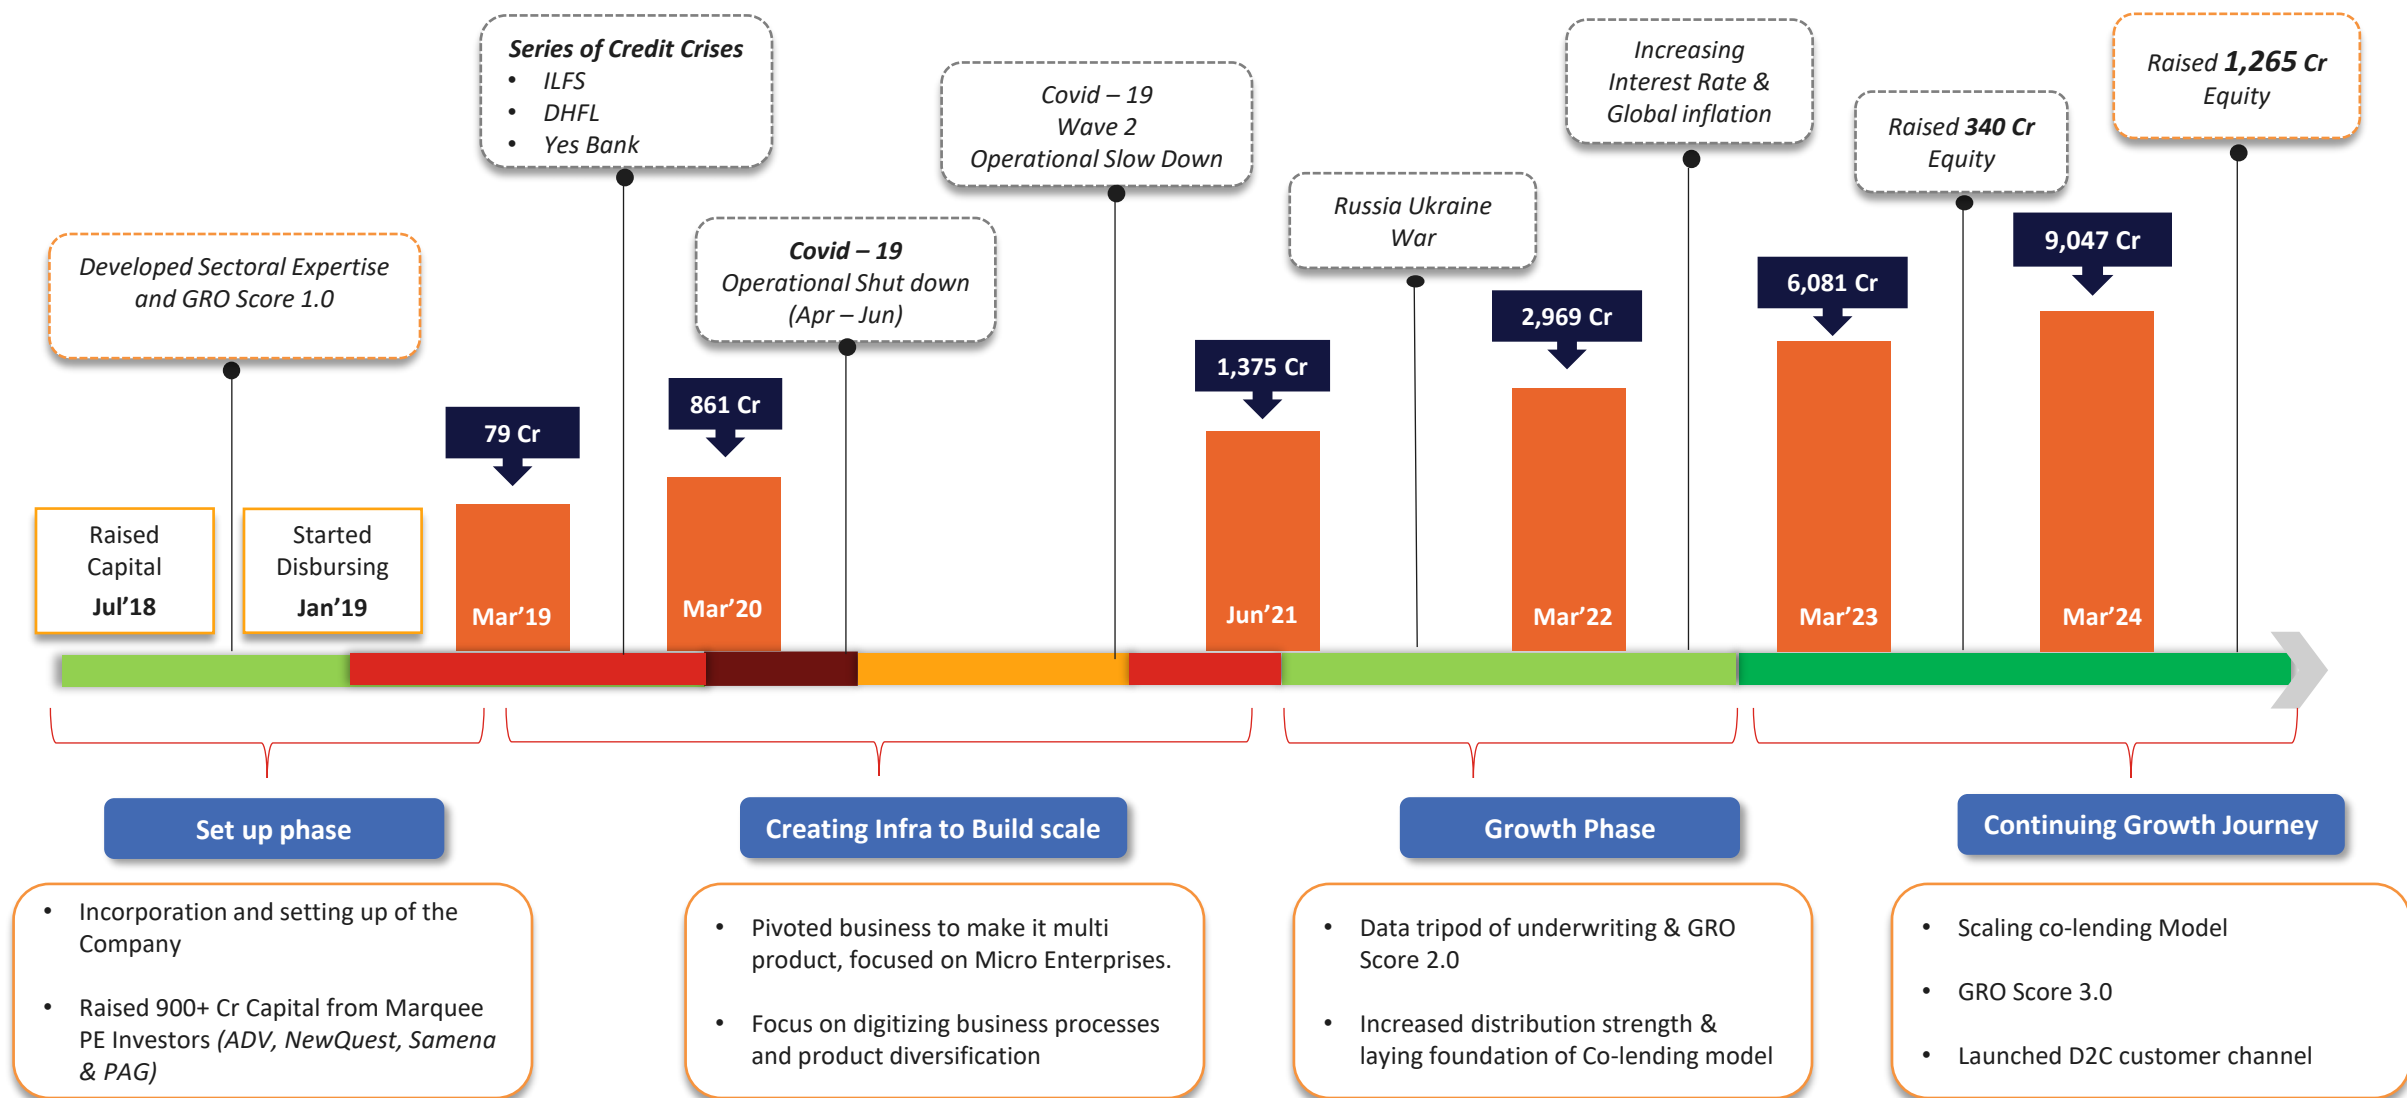 Series of Credit Crises
• ILFS
• DHFL
• Yes Bank
Increasing
Interest Rate &
Global inflation
Raised 1,265 Cr
Equity
Covid – 19
Wave 2
Operational Slow Down
Raised 340 Cr
Equity
Russia Ukraine
War
Developed Sectoral Expertise
and GRO Score 1.0
Covid – 19
Operational Shut down
(Apr – Jun)
79 Cr
861 Cr
1,375 Cr
2,969 Cr
6,081 Cr
9,047 Cr
Raised
Capital
Jul’18
Started
Disbursing
Jan’19
Mar’19
Mar’20
Jun’21
Mar’22
Mar’23
Mar’24
Set up phase
Creating Infra to Build scale
Growth Phase
Continuing Growth Journey
• Incorporation and setting up of the
Company
• Raised 900+ Cr Capital from Marquee
PE Investors (ADV, NewQuest, Samena
& PAG)
• Pivoted business to make it multi
product, focused on Micro Enterprises.
• Focus on digitizing business processes
and product diversification
• Data tripod of underwriting & GRO
Score 2.0
• Increased distribution strength &
laying foundation of Co-lending model
• Scaling co-lending Model
• GRO Score 3.0
• Launched D2C customer channel